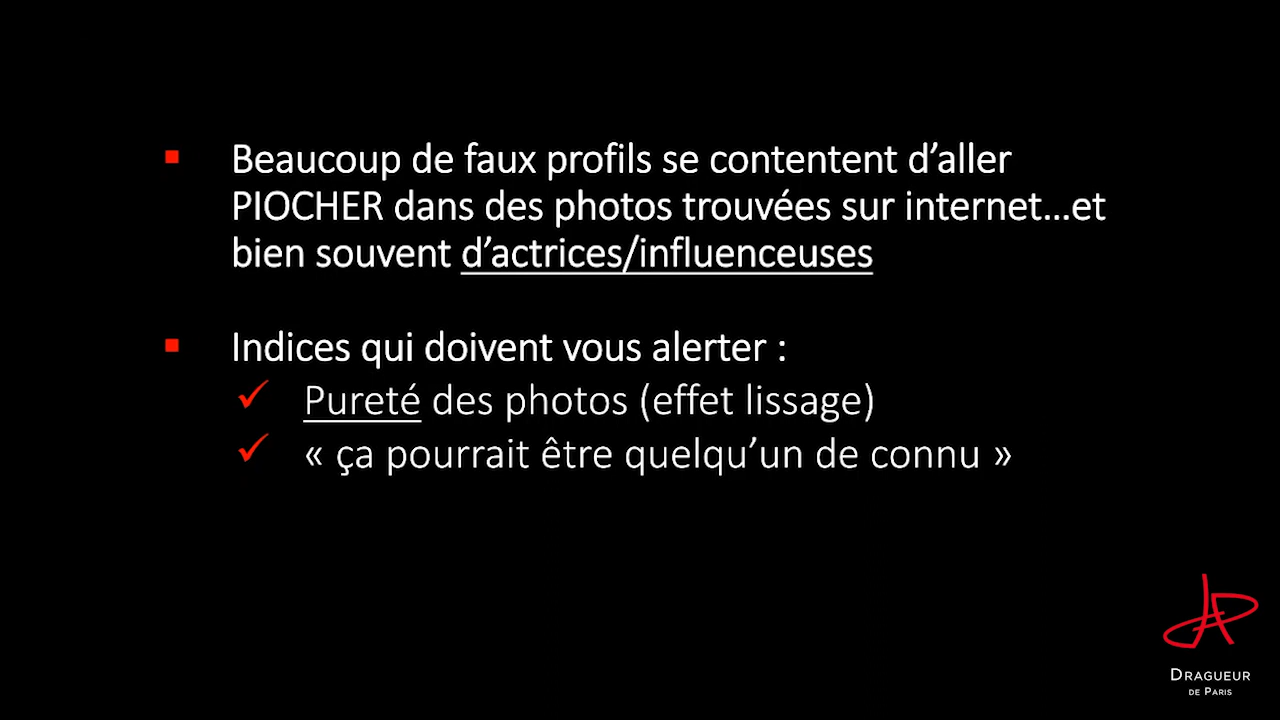 Beaucoup de faux profils se contentent d’aller
PIOCHER dans des photos trouvées sur internet…et
bien souvent d’actrices/influenceuses
Indices qui doivent vous alerter :
Pureté des photos (effet lissage)
« ça pourrait être quelqu’un de connu »
DRAGUEUR
DE PARIS